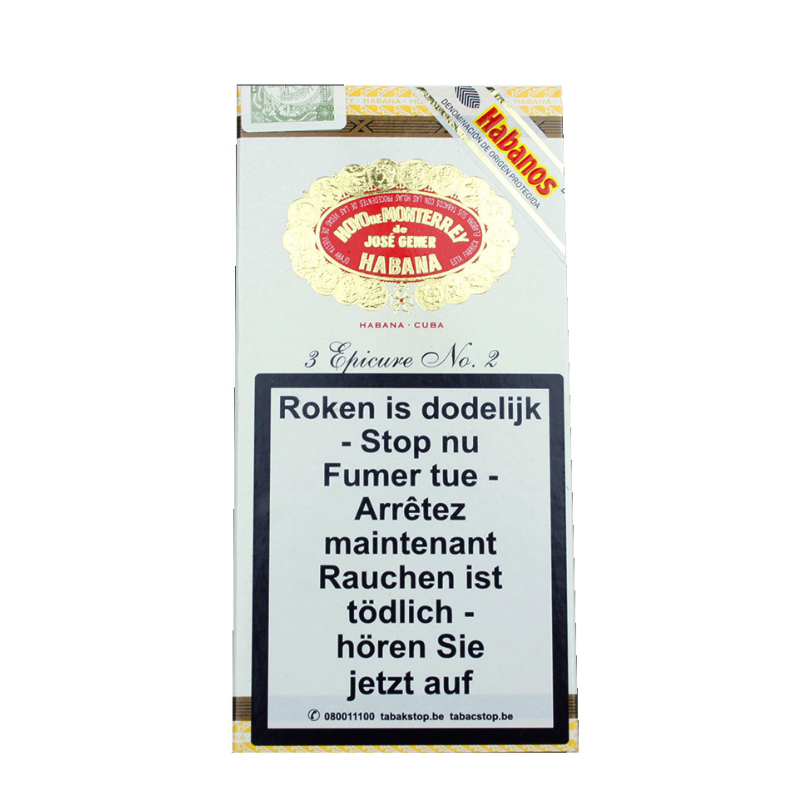 HABANA · HO
DENOMINACIÓN DE ORIGEN PROTEGIDA
Habanos
HOYO DE MONTERREY
de
JOSÉ GENER
HABANA
HABANA · CUBA
3 Epicure No. 2
Roken is dodelijk
- Stop nu
Fumer tue -
Arrêtez
maintenant
Rauchen ist
tödlich -
hören Sie
jetzt auf
080011100 tabakstop.be tabacstop.be